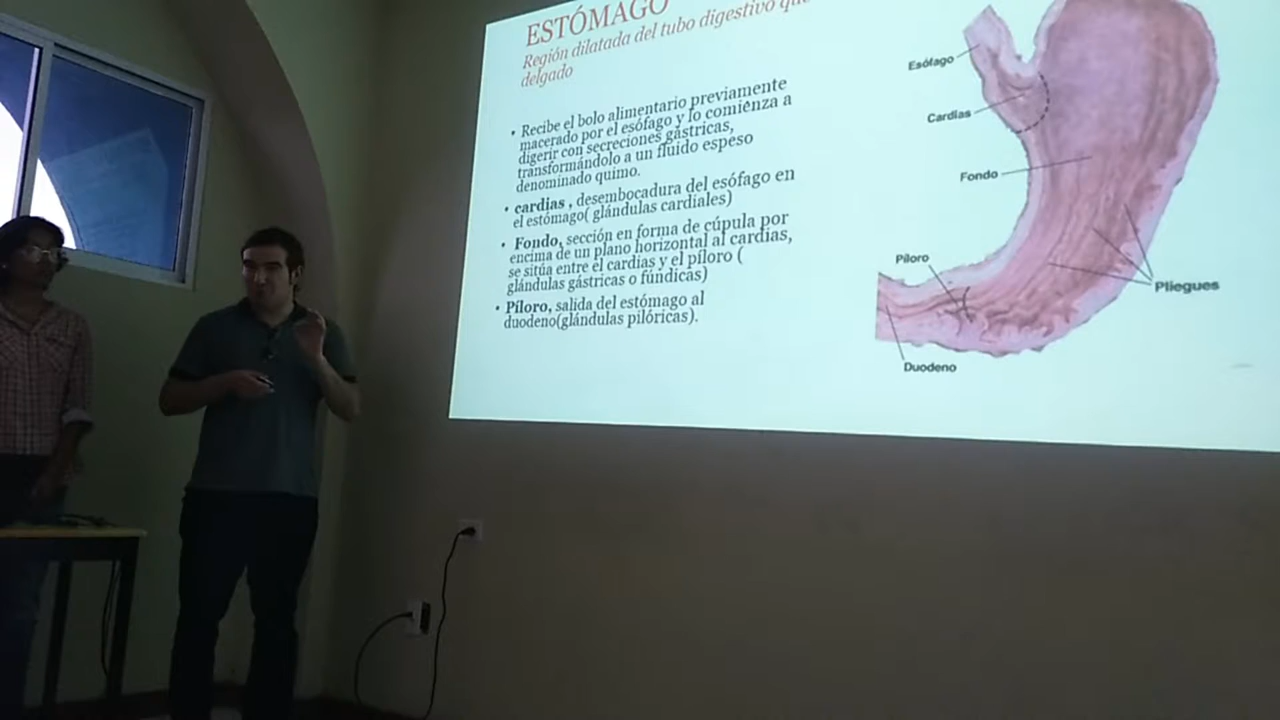 ESTÓMAGO
Región dilatada del tubo digestivo que
delgado
• Recibe el bolo alimentario previamente
macerado por el esófago y lo comienza a
digerir con secreciones gástricas,
transformándolo a un fluido espeso
denominado quimo.
• cardias , desembocadura del esófago en
el estómago( glándulas cardiales)
• Fondo, sección en forma de cúpula por
encima de un plano horizontal al cardias,
se sitúa entre el cardias y el píloro (
glándulas gástricas o fúndicas)
• Píloro, salida del estómago al
duodeno(glándulas pilóricas).
Esófago
Cardias
Fondo
Píloro
Pliegues
Duodeno